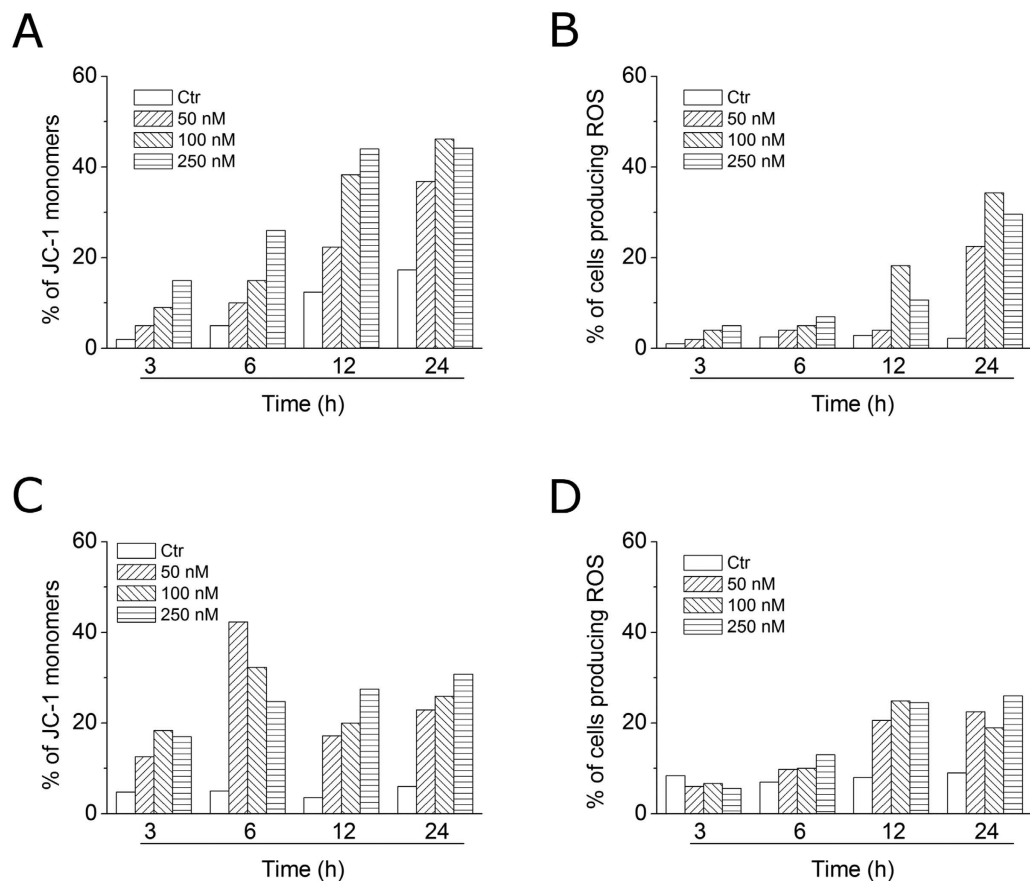 A
% of JC-1 monomers
60
40
20
0
Ctr
50 nM
100 nM
250 nM
3 6 12 24
Time (h)
B
% of cells producing ROS
60
40
20
0
Ctr
50 nM
100 nM
250 nM
3 6 12 24
Time (h)
C
% of JC-1 monomers
60
40
20
0
Ctr
50 nM
100 nM
250 nM
3 6 12 24
Time (h)
D
% of cells producing ROS
60
40
20
0
Ctr
50 nM
100 nM
250 nM
3 6 12 24
Time (h)